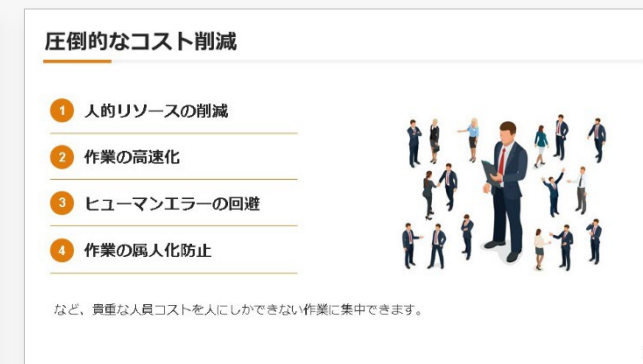 圧倒的なコスト削減
1 人的リソースの削減
2 作業の高速化
3 ヒューマンエラーの回避
4 作業の属人化防止
など、貴重な人員コストを人にしかできない作業に集中できます。